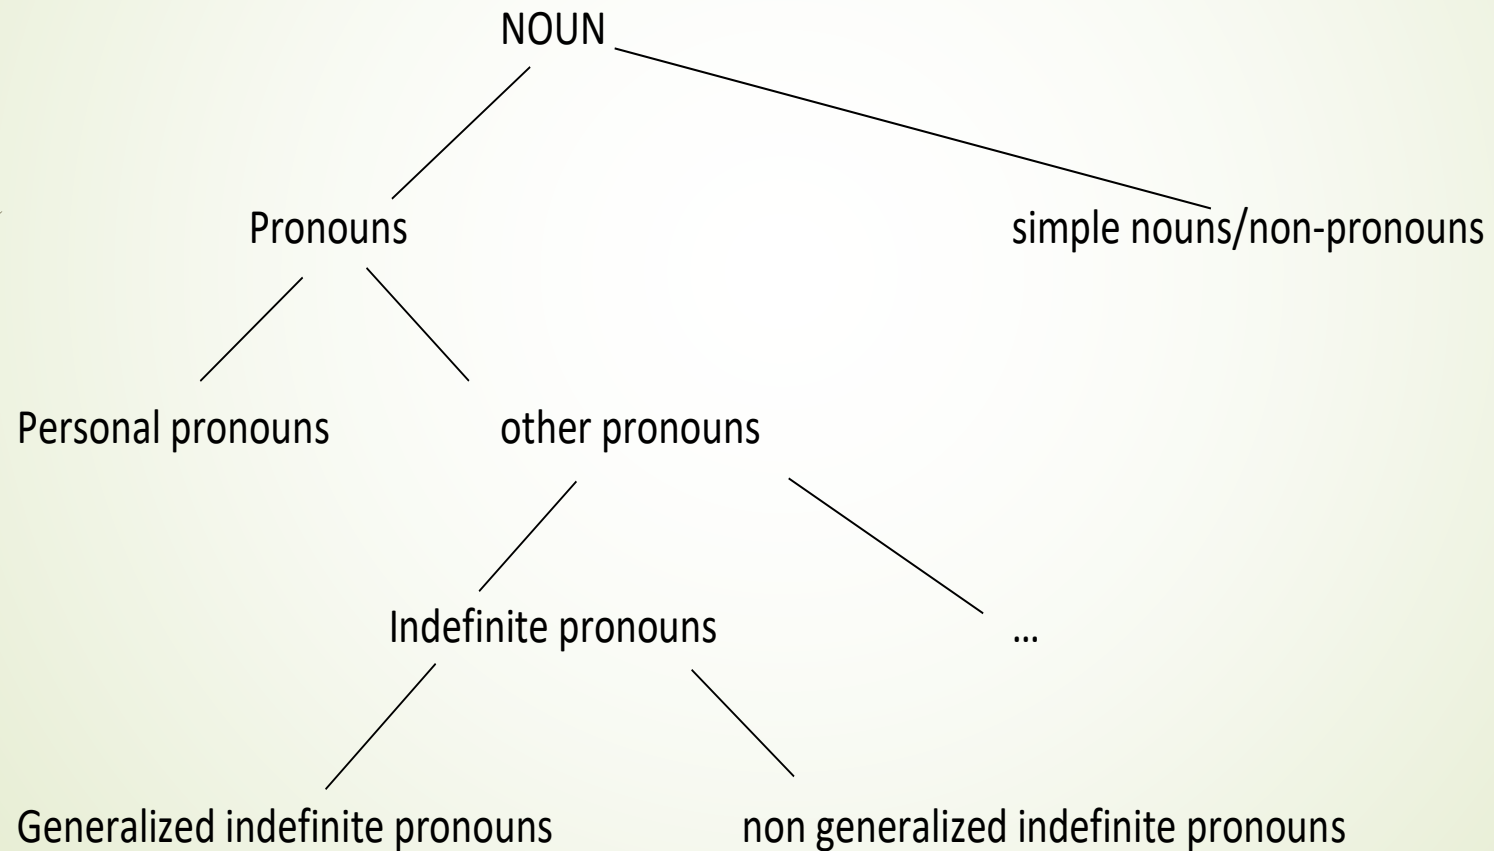 NOUN
Pronouns simple nouns/non-pronouns
Personal pronouns other pronouns
Indefinite pronouns ...
Generalized indefinite pronouns non generalized indefinite pronouns